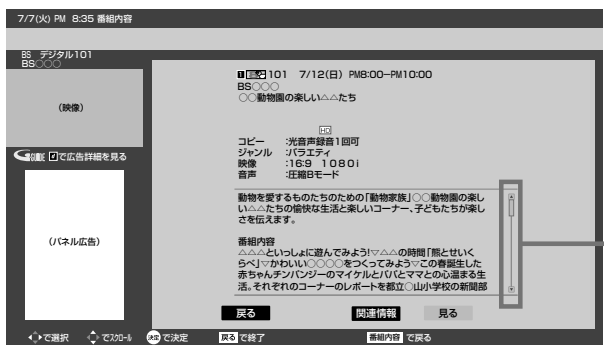 7/7(火) PM 8:35 番組内容
BS デジタル101
BS○○○
(映像)
Gガイド でで広告詳細を見る
(パネル広告)
101 7/12(日) PM8:00-PM10:00
BS○○○
○○動物園の楽しい△△たち
HD
コピー :光音声録音1回可
ジャンル :バラエティ
映像 :16:9 1080i
音声 :圧縮Bモード
動物を愛するものたちのための「動物家族」○○動物園の楽し
い△△たちの愉快な生活と楽しいコーナー、子どもたちが楽し
さを伝えます。
番組内容
△△△といっしょに遊んでみよう!▽△△の時間「熊とせいく
らべ」▽かわいい○○○○をつくってみよう▽この春誕生した
赤ちゃんチンパンジーのマイケルとパパとママとの心温まる生
活。それぞれのコーナーのレポートを都立○山小学校の新聞部
戻る 関連情報 見る
で選択 でスクロール 決定 で決定 戻る で終了 番組内容 で戻る